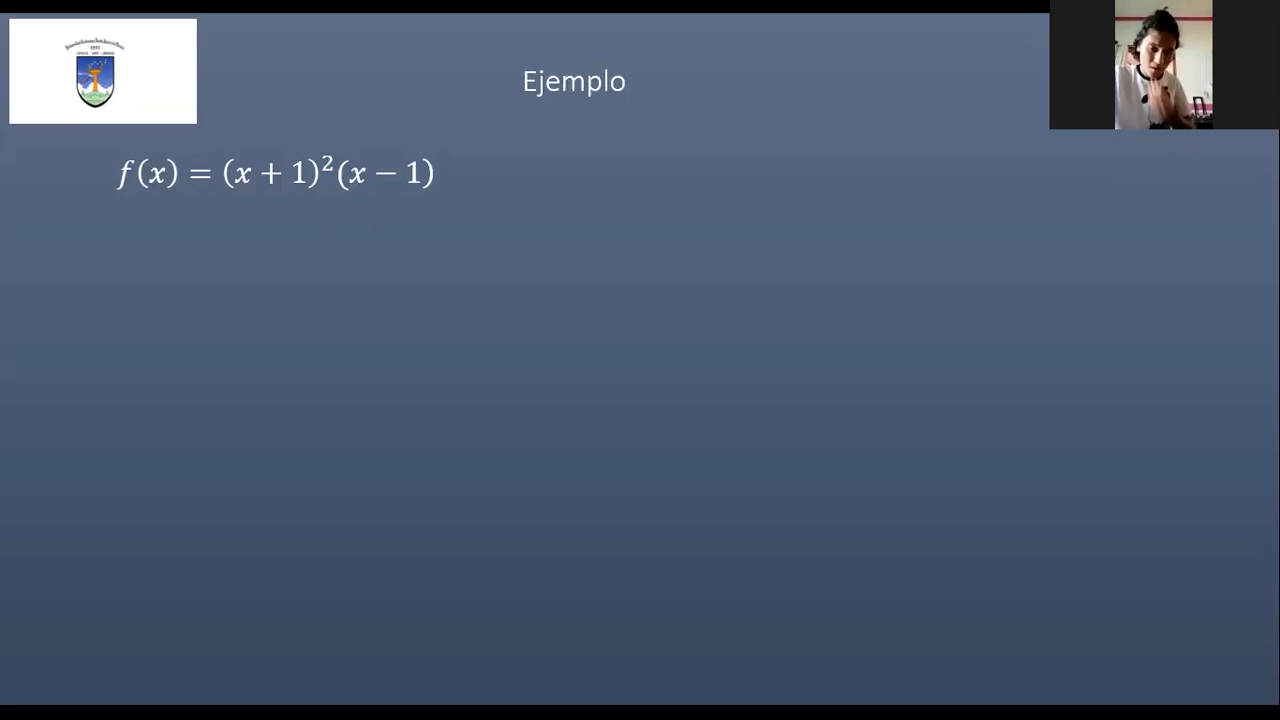 Ejemplo
f(x) = (x + 1)²(x − 1)